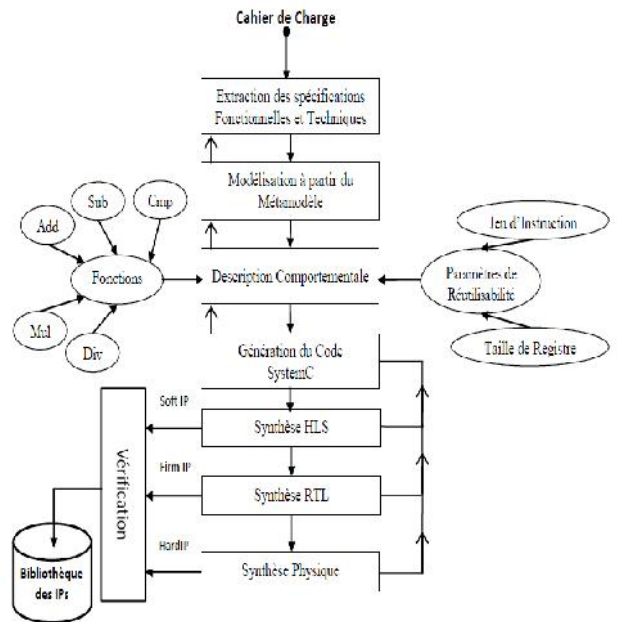 Cahier de Charge
Extraction des spécifications
Fonctionnelles et Techniques
Modélisation à partir du
Métamodèle
Sub
Cmp
Add
Fonctions
Mul
Div
Description Comportementale
Jeu d'Instruction
Paramètres de
Réutilisabilité
Taille de Registre
Génération du Code
SystemC
Soft IP
Synthèse HLS
Firm IP
Synthèse RTL
HardIP
Synthèse Physique
Vérification
Bibliothèque
des IPs